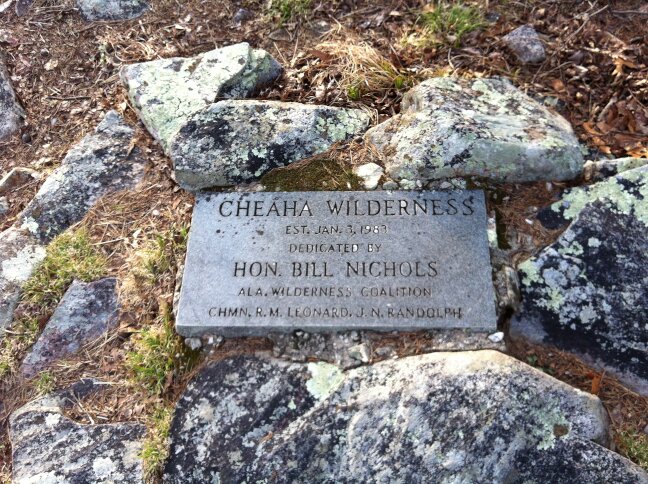 CHEAHA WILDERNESS
EST. JAN. 3, 1983
DEDICATED BY
HON. BILL NICHOLS
ALA. WILDERNESS COALITION
CHMN. R. M. LEONARD, J. N. RANDOLPH